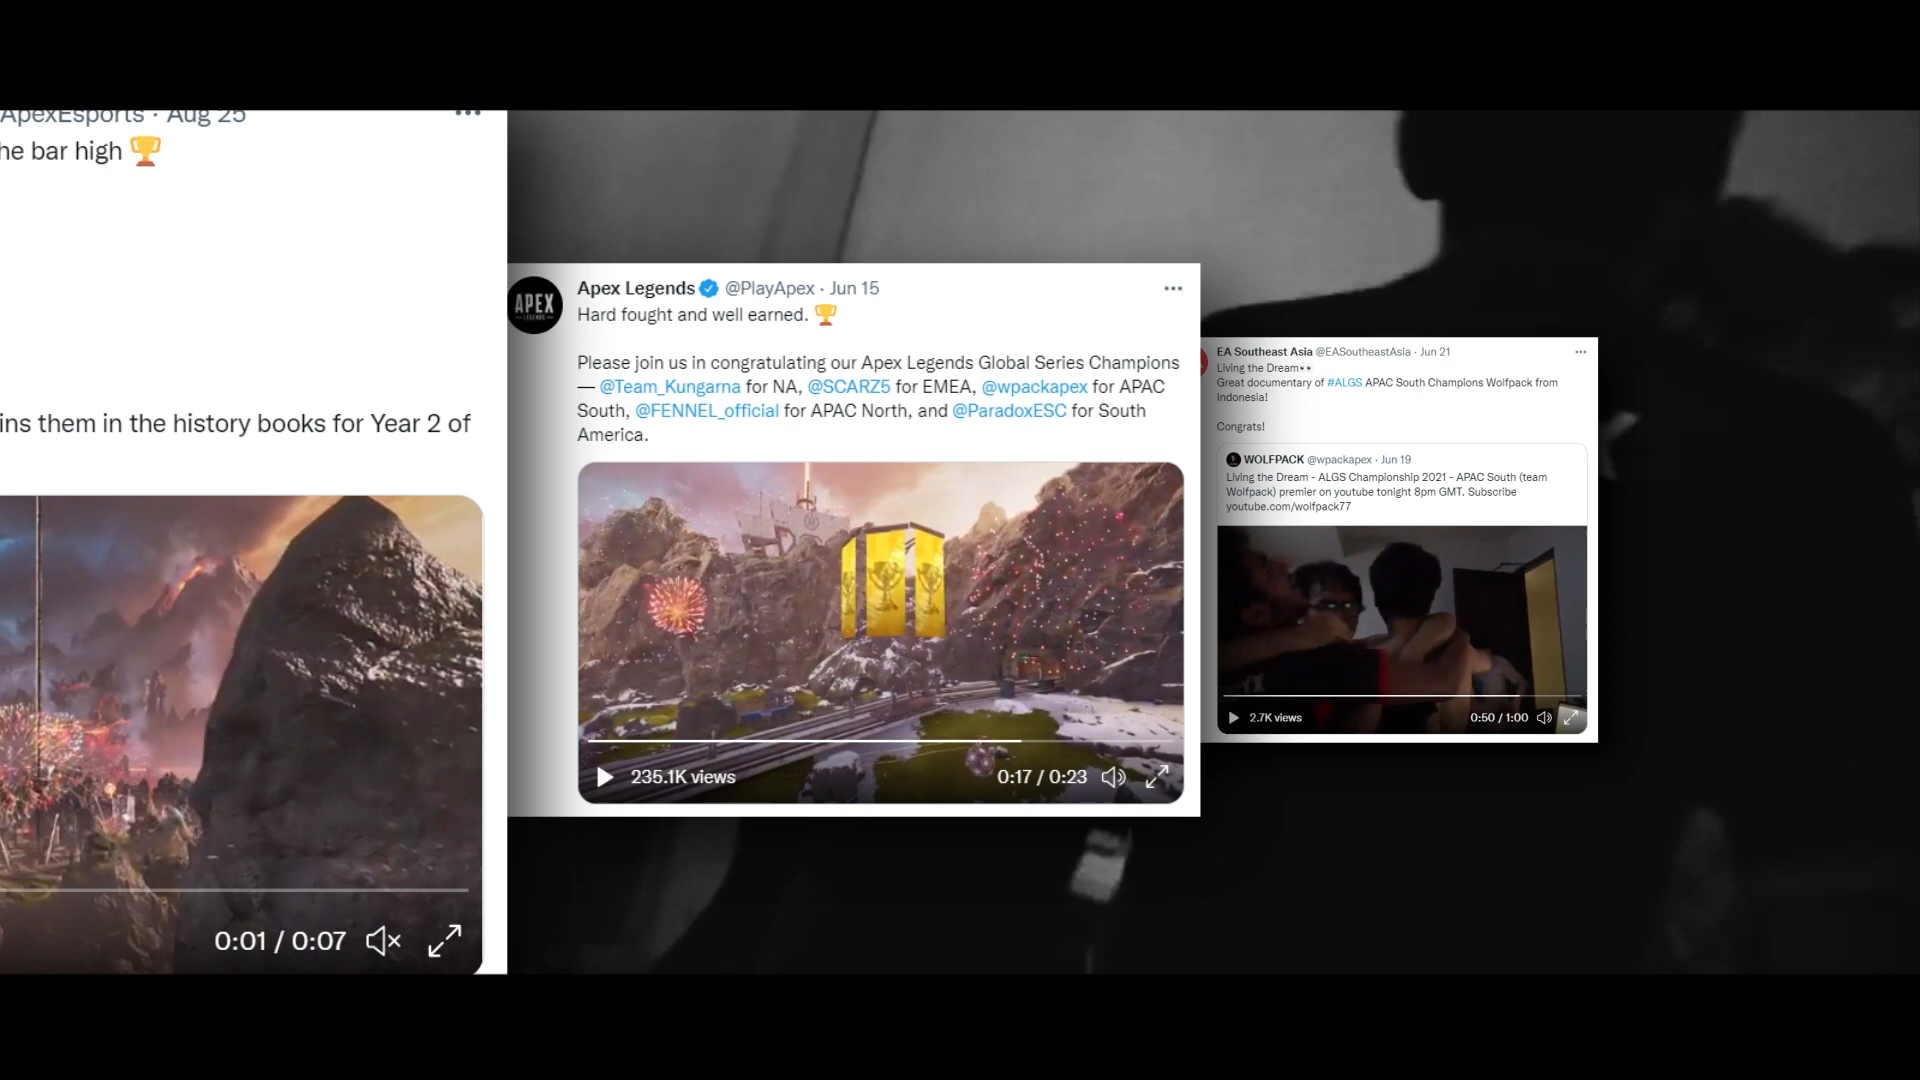 ApexEsports · Aug 25
he bar high
ins them in the history books for Year 2 of
0:01 / 0:07
APEX
LEGENDS
Apex Legends @PlayApex · Jun 15
Hard fought and well earned.
Please join us in congratulating our Apex Legends Global Series Champions
— @Team_Kungarna for NA, @SCARZ5 for EMEA, @wpackapex for APAC
South, @FENNEL_official for APAC North, and @ParadoxESC for South
America.
235.1K views
0:17 / 0:23
EA Southeast Asia @EASoutheastAsia · Jun 21
Living the Dream👀
Great documentary of #ALGS APAC South Champions Wolfpack from
Indonesia!
Congrats!
WOLFPACK @wpackapex · Jun 19
Living the Dream - ALGS Championship 2021 - APAC South (team
Wolfpack) premier on youtube tonight 8pm GMT. Subscribe
youtube.com/wolfpack77
2.7K views
0:50 / 1:00